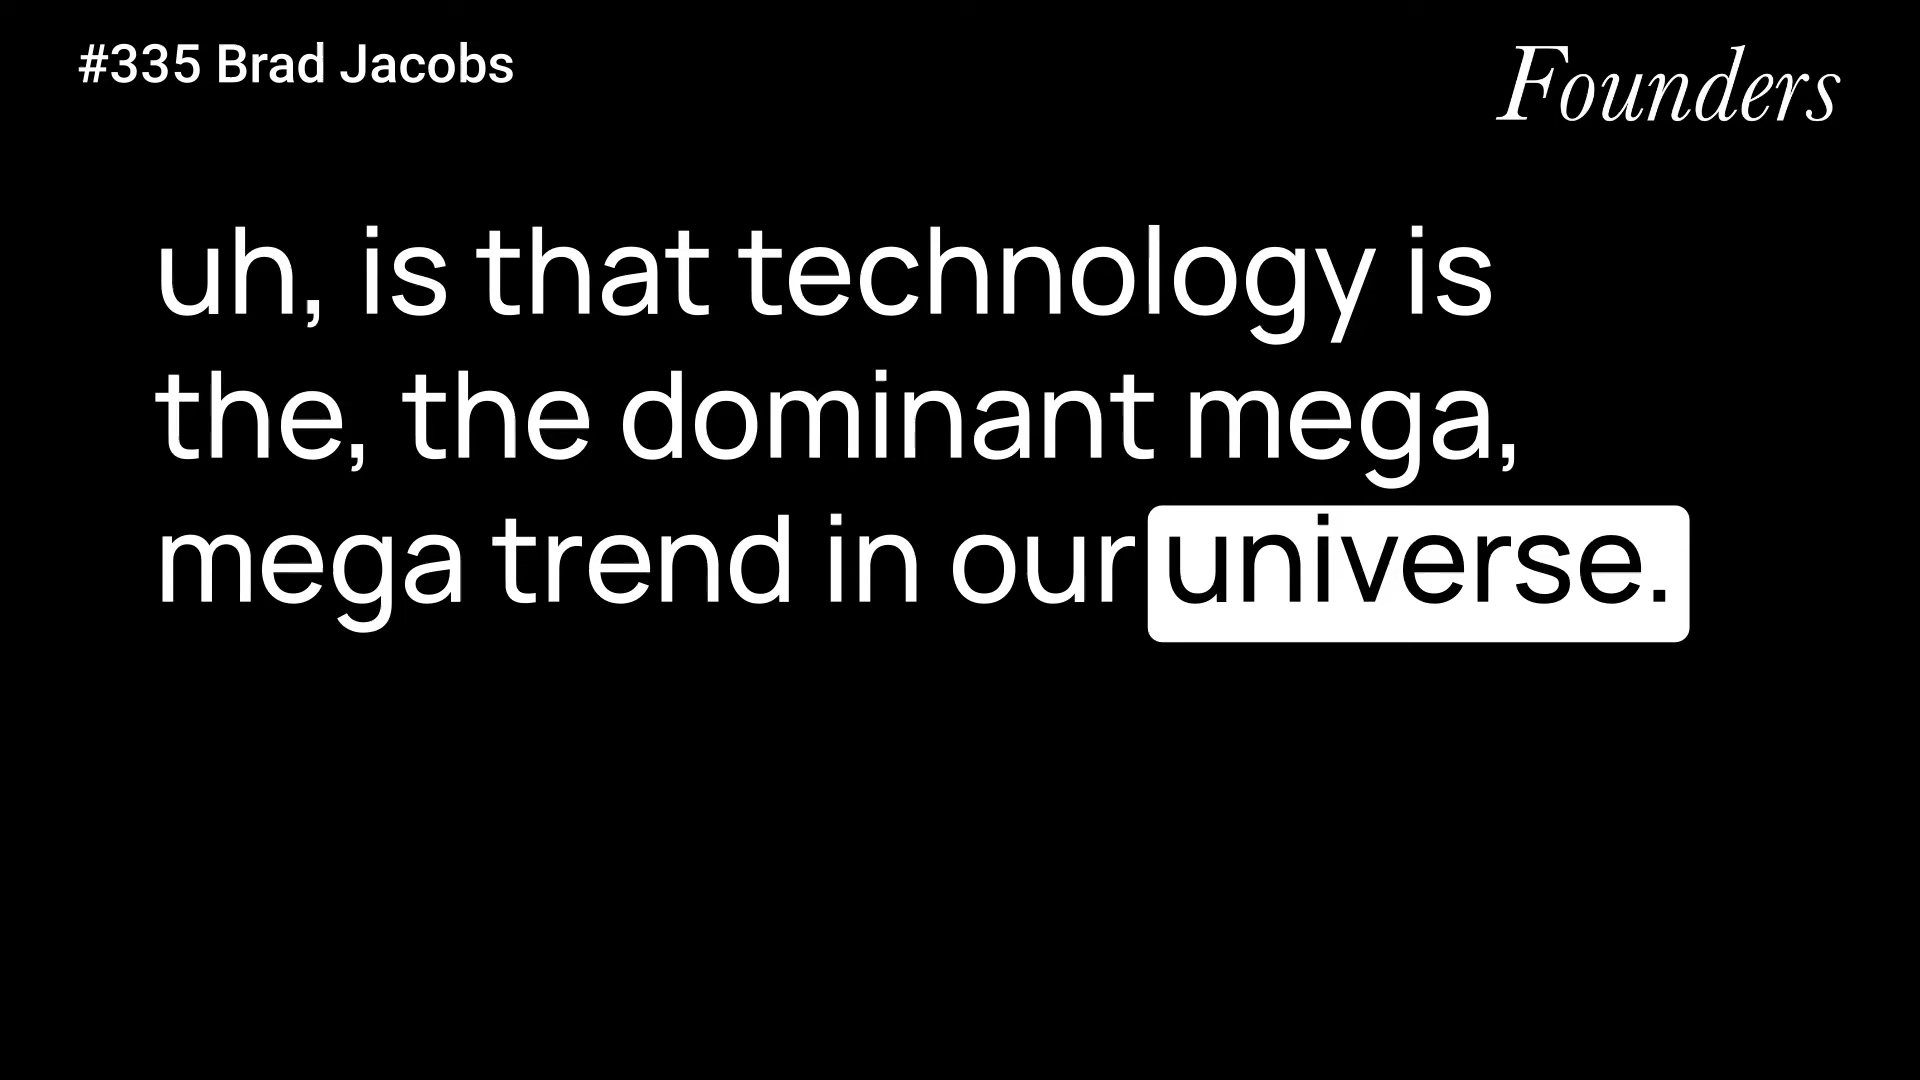 #335 Brad Jacobs
Founders
uh, is that technology is
the, the dominant mega,
mega trend in our universe.